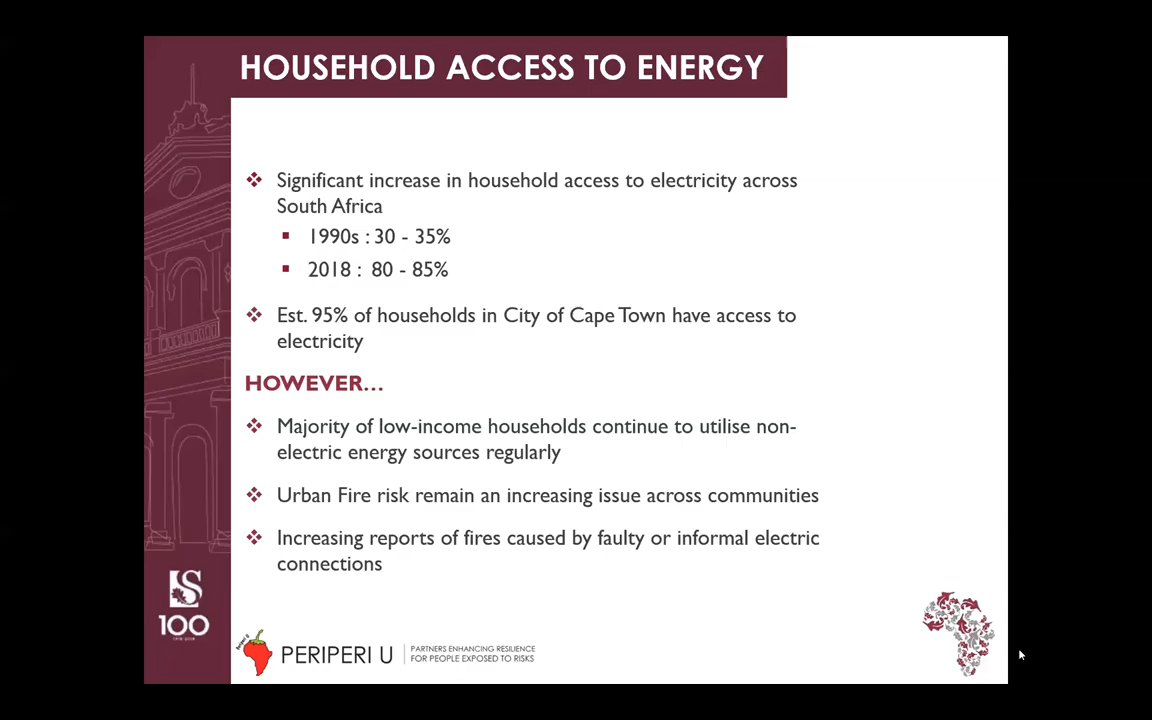 HOUSEHOLD ACCESS TO ENERGY
Significant increase in household access to electricity across
South Africa
1990s : 30 - 35%
2018 : 80 - 85%
Est. 95% of households in City of Cape Town have access to
electricity
HOWEVER...
Majority of low-income households continue to utilise non-
electric energy sources regularly
Urban Fire risk remain an increasing issue across communities
Increasing reports of fires caused by faulty or informal electric
connections
100
PERIPERI U
PARTNERS ENHANCING RESILIENCE
FOR PEOPLE EXPOSED TO RISKS